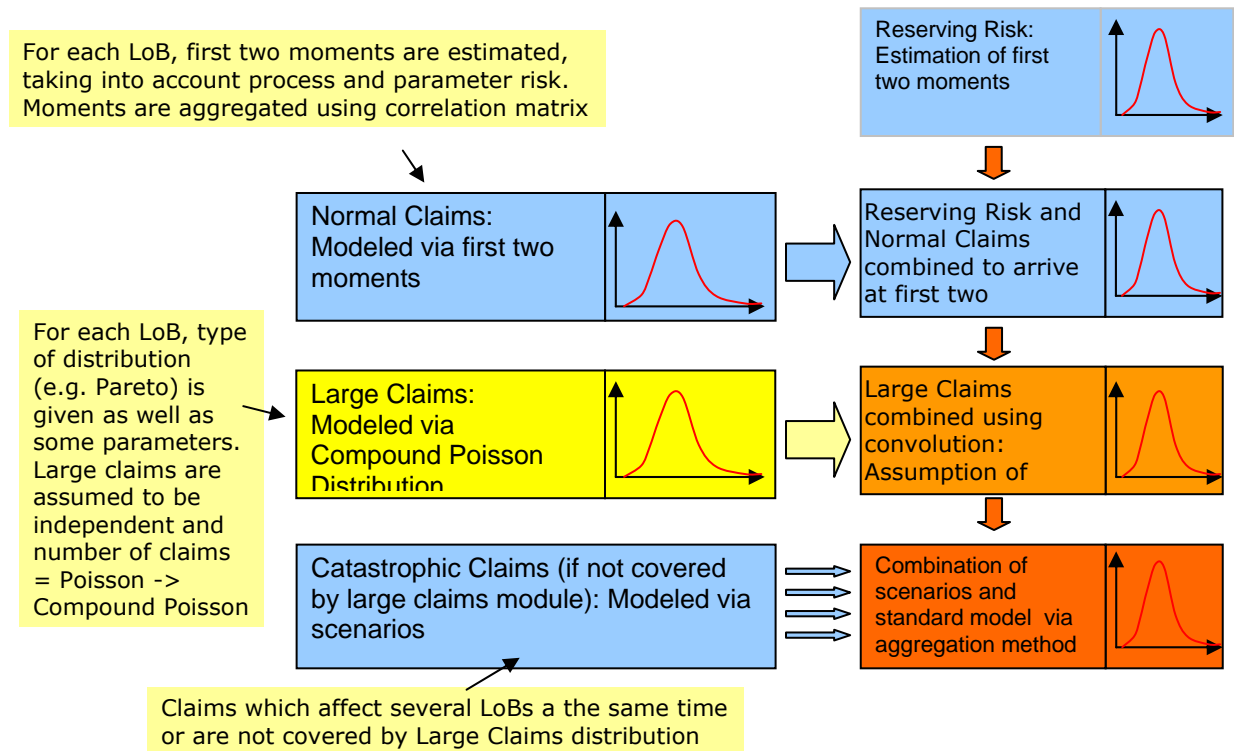 For each LoB, first two moments are estimated,
taking into account process and parameter risk.
Moments are aggregated using correlation matrix
Reserving Risk:
Estimation of first
two moments
Normal Claims:
Modeled via first two
moments
Reserving Risk and
Normal Claims
combined to arrive
at first two
For each LoB, type
of distribution
(e.g. Pareto) is
given as well as
some parameters.
Large claims are
assumed to be
independent and
number of claims
= Poisson ->
Compound Poisson
Large Claims:
Modeled via
Compound Poisson
Distribution
Large Claims
combined using
convolution:
Assumption of
Catastrophic Claims (if not covered
by large claims module): Modeled via
scenarios
Combination of
scenarios and
standard model via
aggregation method
Claims which affect several LoBs a the same time
or are not covered by Large Claims distribution